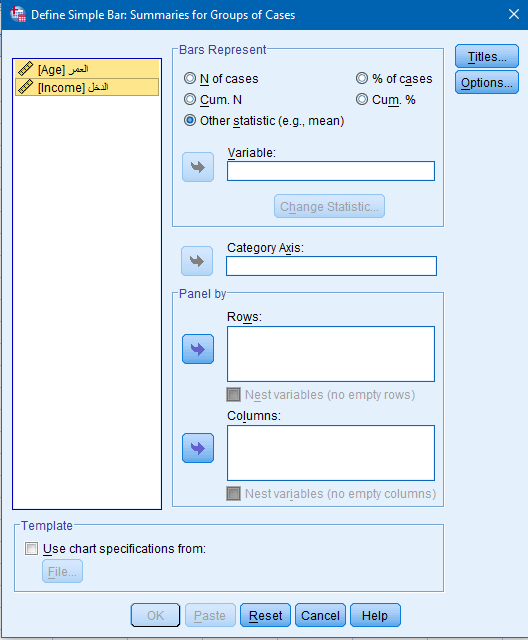 Define Simple Bar: Summaries for Groups of Cases
العمر [Age]
الدخل [Income]
Bars Represent
N of cases
% of cases
Cum. N
Cum. %
Other statistic (e.g., mean)
Variable:
Change Statistic...
Category Axis:
Panel by
Rows:
Nest variables (no empty rows)
Columns:
Nest variables (no empty columns)
Titles...
Options...
Template
Use chart specifications from:
File...
OK Paste Reset Cancel Help